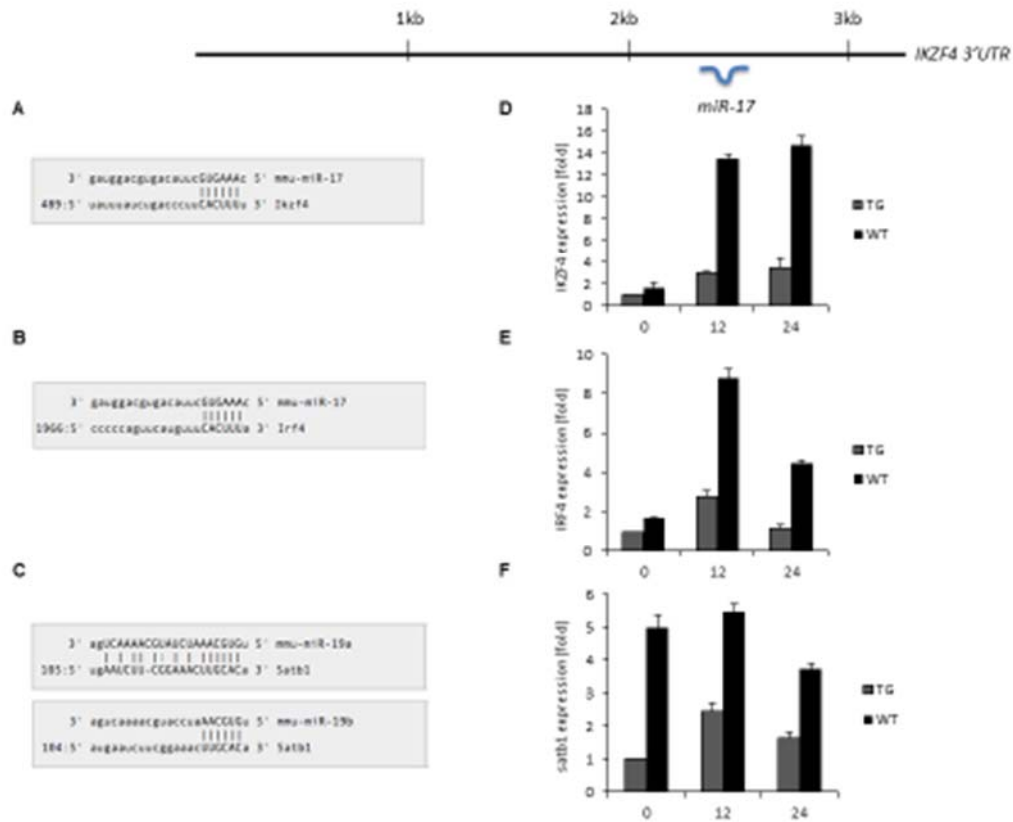 1kb 2kb 3kb
IKZF4 3'UTR
miR-17
A
3' gauggacgugacauucGUGAAAc 5' mmu-miR-17
489:5' uauuuaucugacccuuCACUUUu 3' Ikzf4
B
3' gauggacgugacauucGUGAAAc 5' mmu-miR-17
1966:5' cccccaguucauguuuCACUUUu 3' Irf4
C
3' agUCAAAACGUAUCUAAACGUGu 5' mmu-miR-19a
185:5' ugAAUCUU-CGGAAACUUGCACa 3' Satb1
3' agucaaaacguaccuaAACGUGu 5' mmu-miR-19b
184:5' augaaucuucggaaacUUGCACa 3' Satb1
D
IKZF4 expression [fold]
18
16
14
12
10
8
6
4
2
0
0 12 24
TG
WT
E
IRF4 expression [fold]
10
8
6
4
2
0
0 12 24
TG
WT
F
satb1 expression [fold]
6
5
4
3
2
1
0
0 12 24
TG
WT